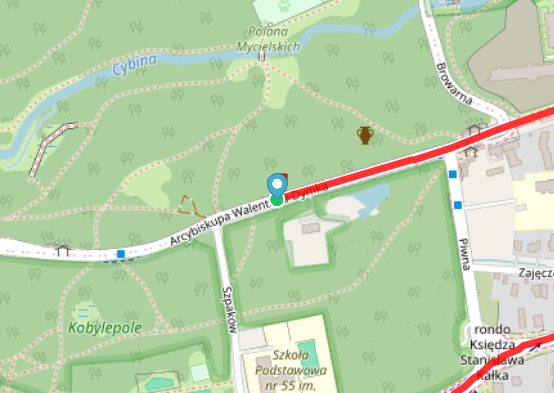 Polana
Mycielskich
Cybina
Browarna
Arcybiskupa Walent
Dymka
Piwna
Szpaków
Zajęcz
Kobylepole
rondo
Księdza
Stanisława
Kałka
Szkoła
Podstawowa
nr 55 im.